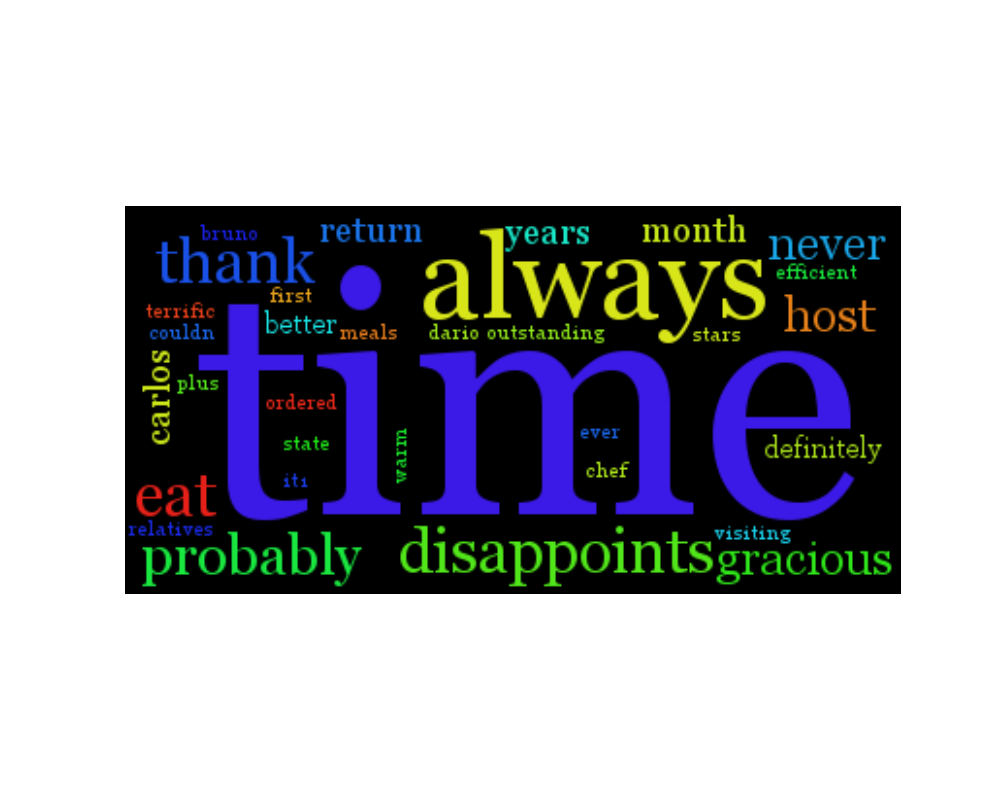 bruno
return
years
month
never
thank
always
efficient
first
terrific
host
better
meals
couldn
dario
outstanding
stars
time
carlos
plus
ordered
state
warm
ever
definitely
chef
iti
eat
relatives
probably
disappoints
visiting
gracious